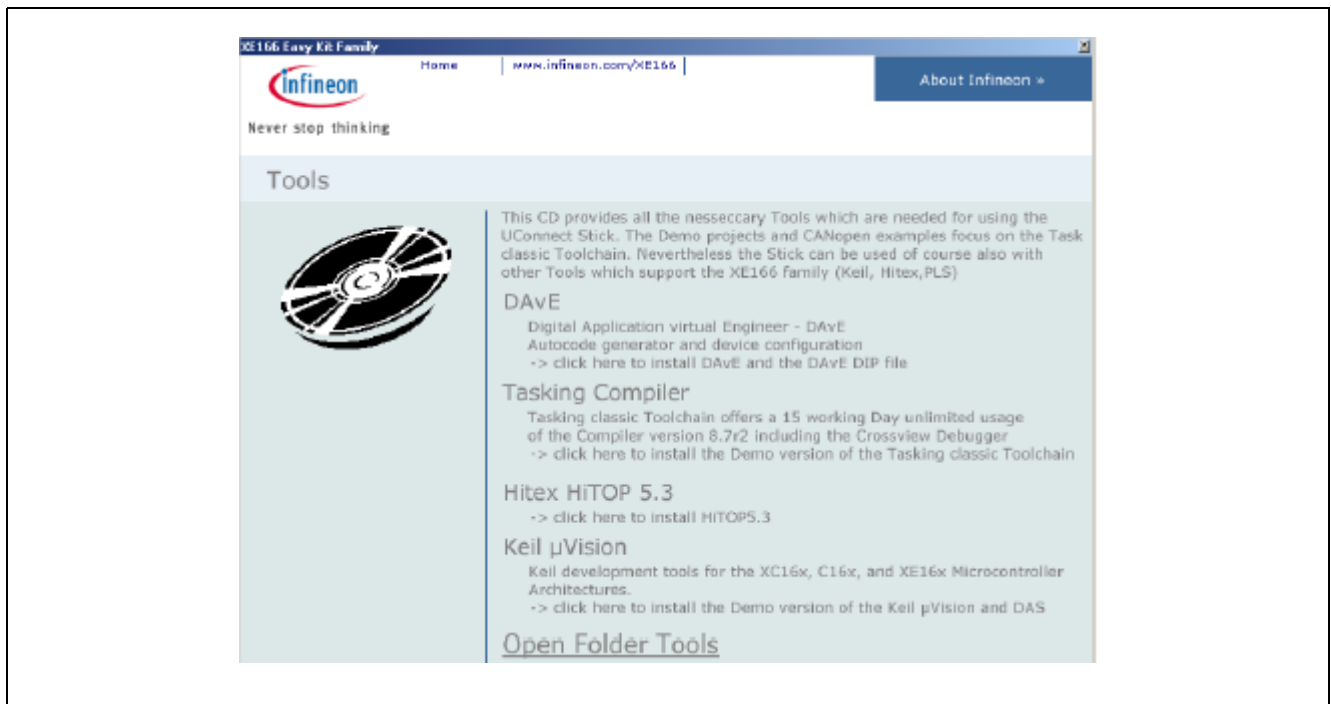 XE166 Easy Kit Family
infineon
Home
www.infineon.com/XE166
About Infineon »
Never stop thinking
Tools
This CD provides all the nesseccary Tools which are needed for using the
UConnect Stick. The Demo projects and CANopen examples focus on the Task
classic Toolchain. Nevertheless the Stick can be used of course also with
other Tools which support the XE166 family (Keil, Hitex,PLS)
DAvE
Digital Application virtual Engineer - DAvE
Autocode generator and device configuration
-> click here to install DAvE and the DAvE DIP file
Tasking Compiler
Tasking classic Toolchain offers a 15 working Day unlimited usage
of the Compiler version 8.7r2 including the Crossview Debugger
-> click here to install the Demo version of the Tasking classic Toolchain
Hitex HiTOP 5.3
-> click here to install HiTOP5.3
Keil µVision
Keil development tools for the XC16x, C16x, and XE16x Microcontroller
Architectures.
-> click here to install the Demo version of the Keil µVision and DAS
Open Folder Tools